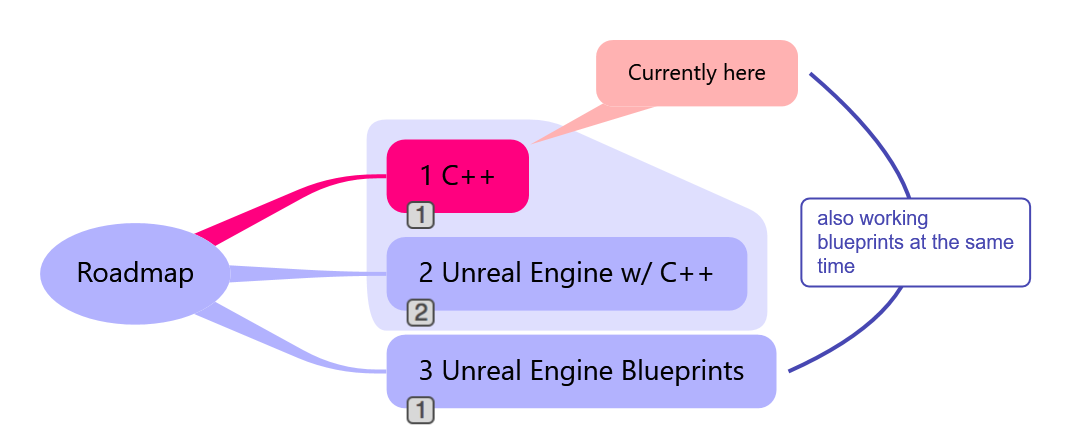 Currently here
1 C++
1
Roadmap
2 Unreal Engine w/ C++
2
also working
blueprints at the same
time
3 Unreal Engine Blueprints
1